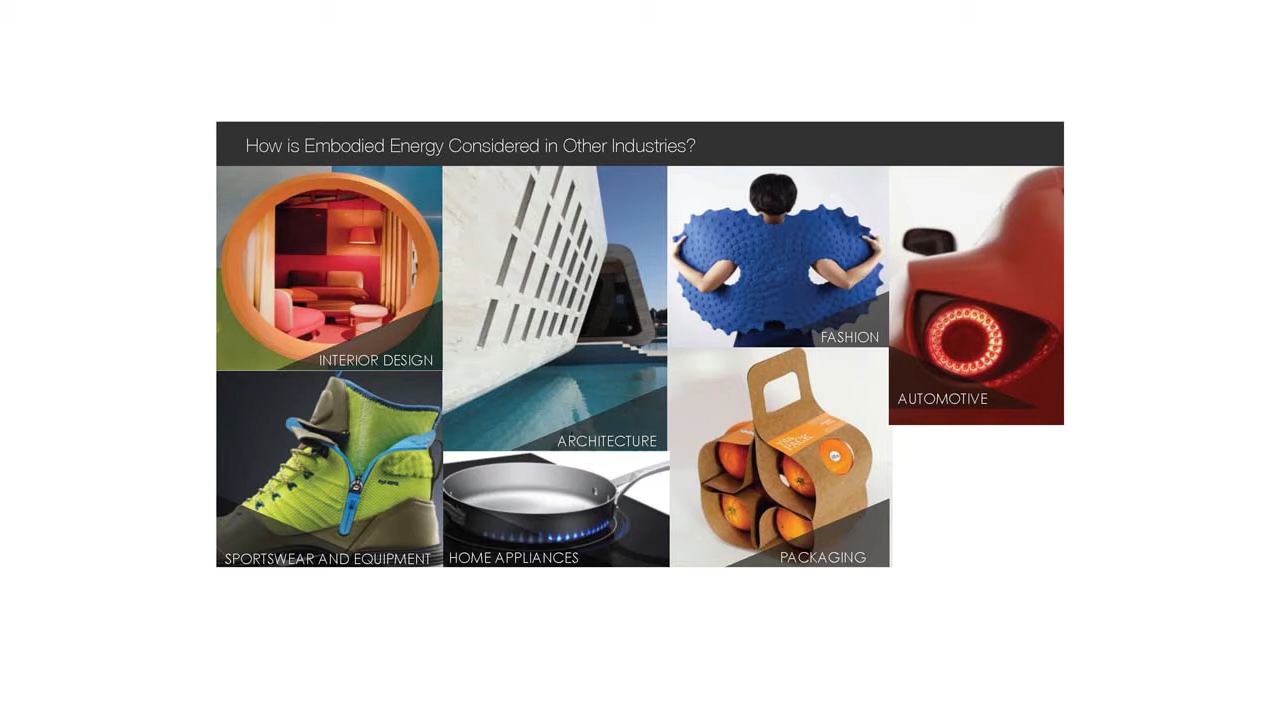 How is Embodied Energy Considered in Other Industries?
INTERIOR DESIGN
ARCHITECTURE
FASHION
AUTOMOTIVE
SPORTSWEAR AND EQUIPMENT
HOME APPLIANCES
PACKAGING